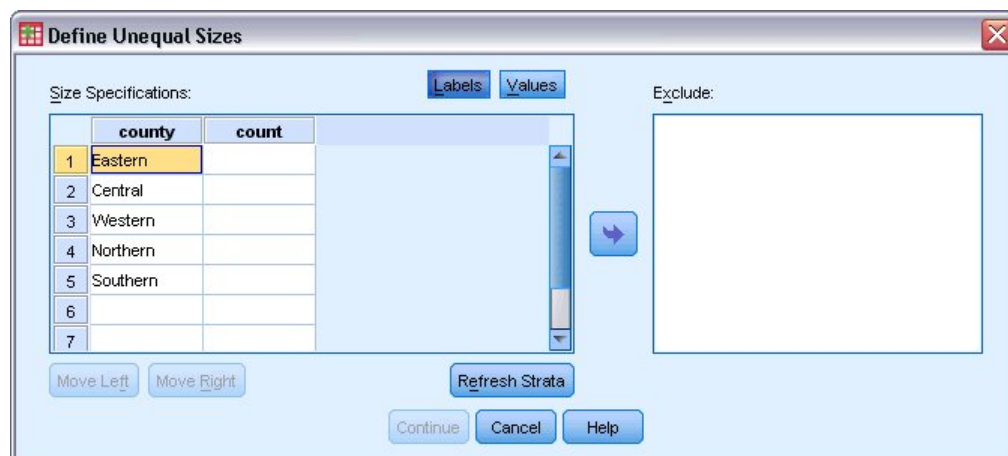 Define Unequal Sizes
Size Specifications:
Labels Values
Exclude:
county count
1 Eastern
2 Central
3 Western
4 Northern
5 Southern
6
7
Move Left Move Right Refresh Strata
Continue Cancel Help